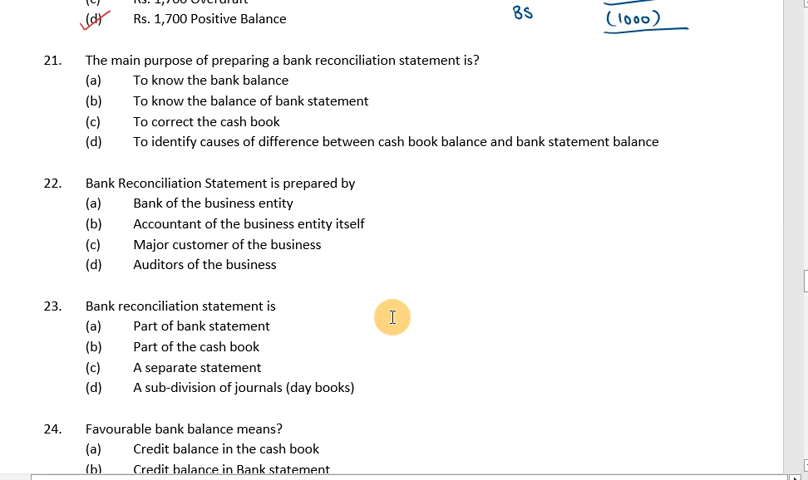 (c) Rs. 1,700 Overdraft
(d) Rs. 1,700 Positive Balance BS (1000)
21. The main purpose of preparing a bank reconciliation statement is?
(a) To know the bank balance
(b) To know the balance of bank statement
(c) To correct the cash book
(d) To identify causes of difference between cash book balance and bank statement balance
22. Bank Reconciliation Statement is prepared by
(a) Bank of the business entity
(b) Accountant of the business entity itself
(c) Major customer of the business
(d) Auditors of the business
23. Bank reconciliation statement is
(a) Part of bank statement
(b) Part of the cash book
(c) A separate statement
(d) A sub-division of journals (day books)
24. Favourable bank balance means?
(a) Credit balance in the cash book
(b) Credit balance in Bank statement